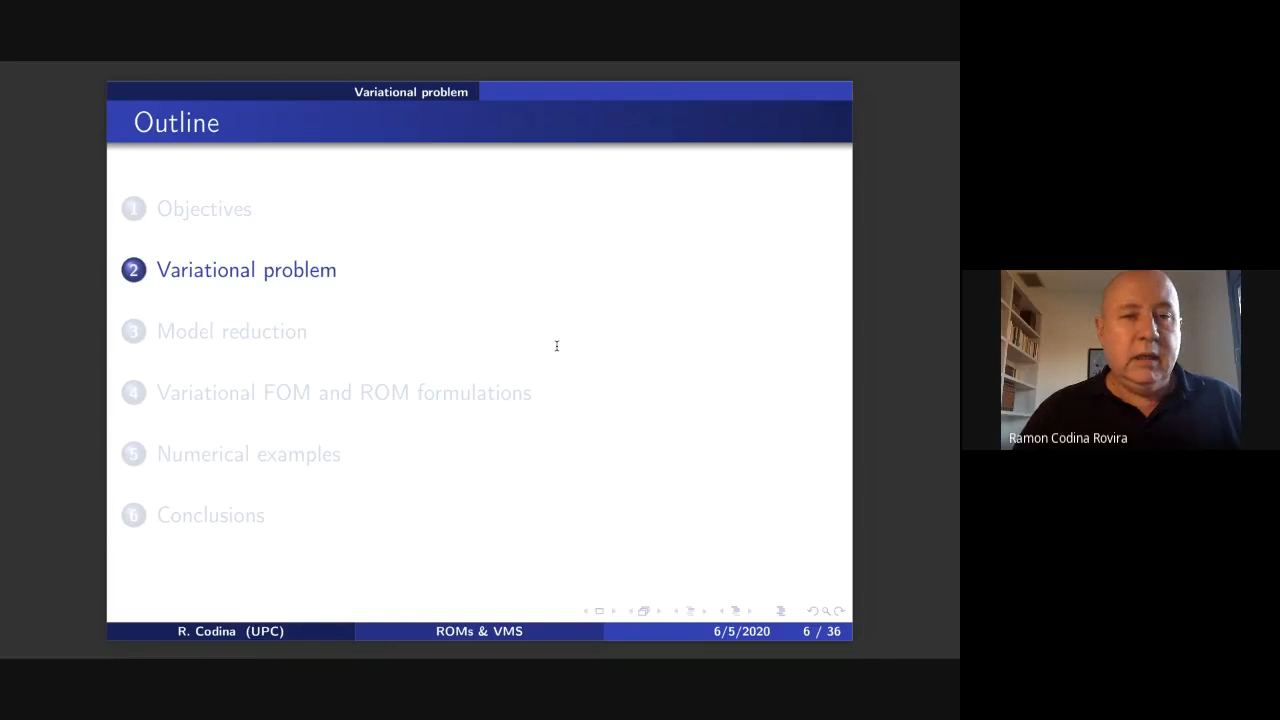 Variational problem
Outline
1 Objectives
2 Variational problem
3 Model reduction
4 Variational FOM and ROM formulations
5 Numerical examples
6 Conclusions
R. Codina (UPC) ROMs & VMS 6/5/2020 6 / 36
Ramon Codina Rovira